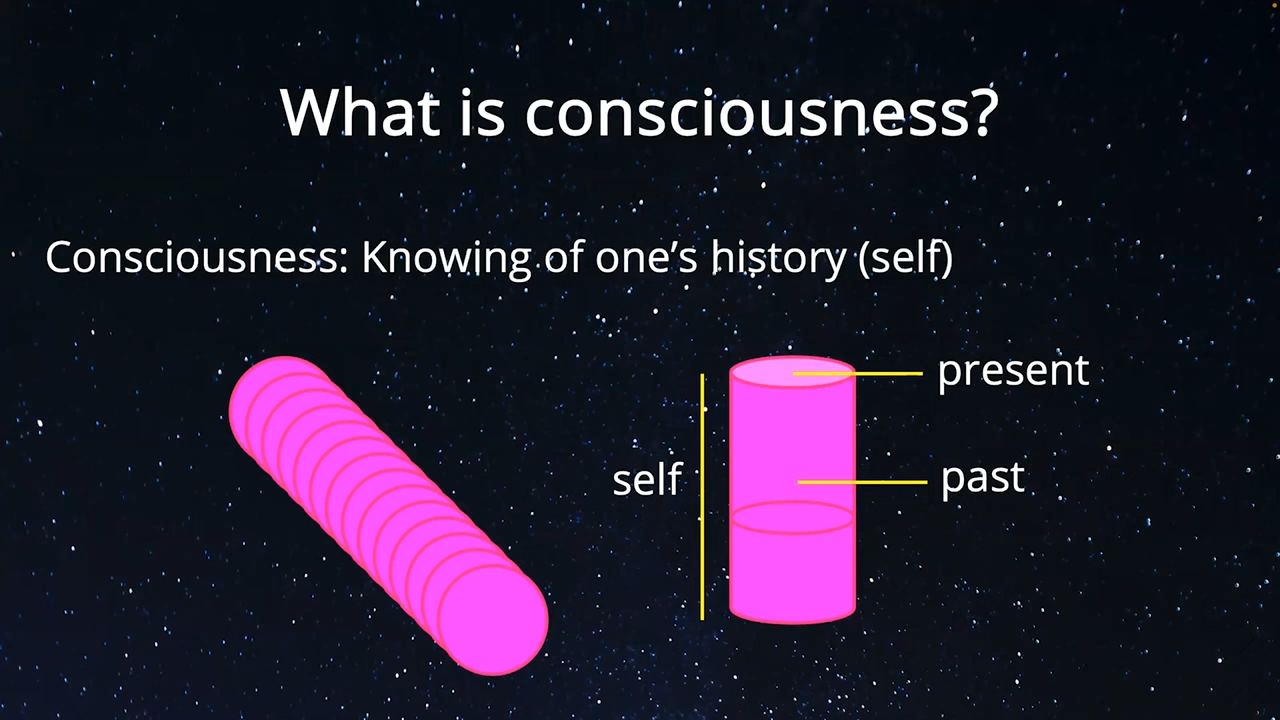 What is consciousness?
Consciousness: Knowing of one’s history (self)
present
past
self